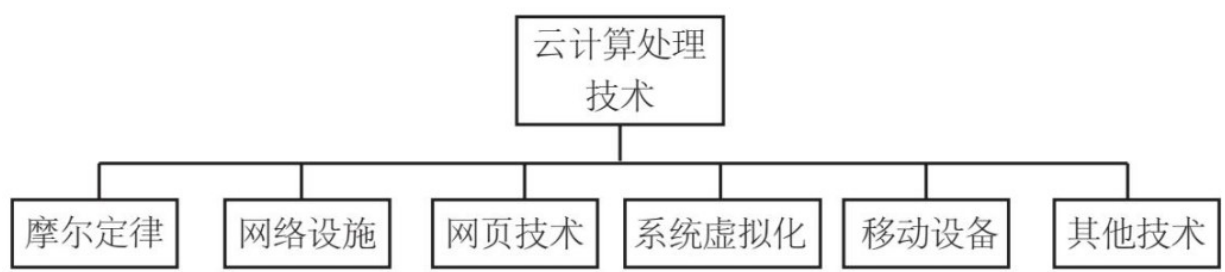 云计算处理
技术
摩尔定律
网络设施
网页技术
系统虚拟化
移动设备
其他技术